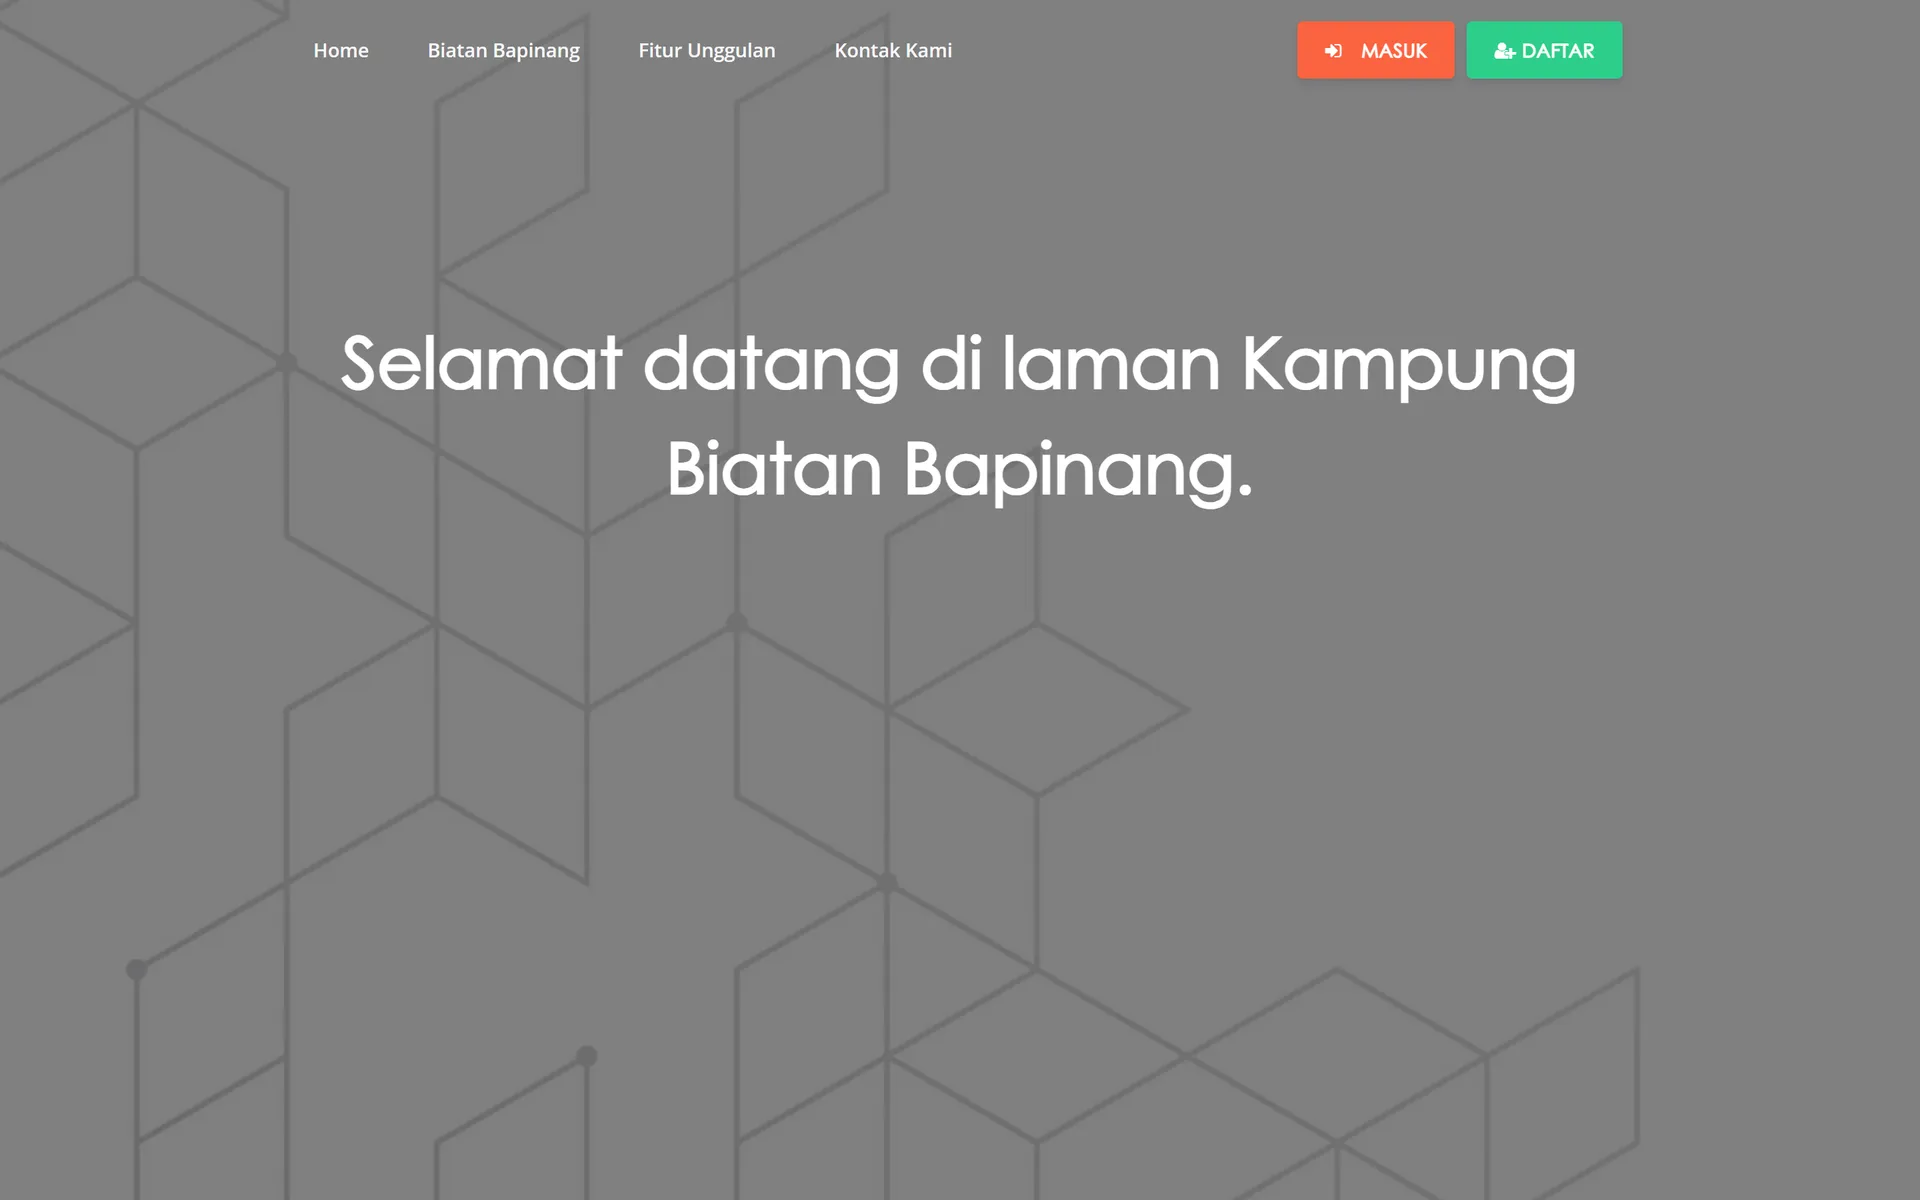 Home Biatan Bapinang Fitur Unggulan Kontak Kami MASUK DAFTAR
Selamat datang di laman Kampung
Biatan Bapinang.